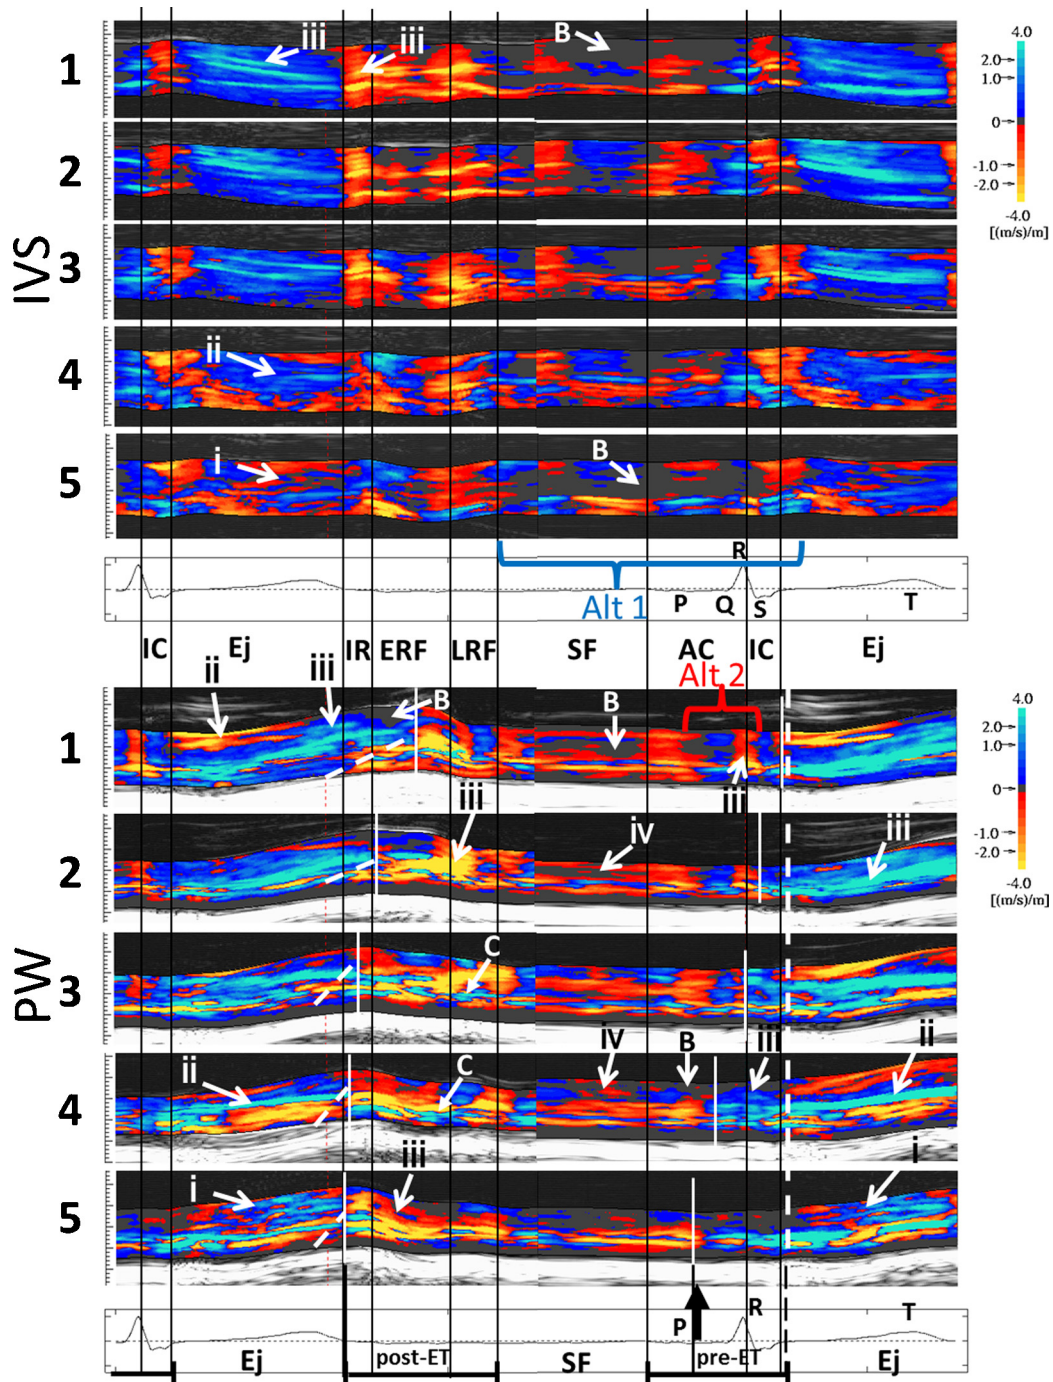 iii iii B
1
4.0
2.0
1.0
0
-1.0
-2.0
-4.0
[(m/s)/m]
2
IVS
3
ii
4
i B
5
R
Alt 1 P Q S T
IC Ej IR ERF LRF SF AC IC Ej
ii iii Alt 2
B B
1
iii iii
4.0
2.0
1.0
0
-1.0
-2.0
-4.0
[(m/s)/m]
iv iii
2
PW
C
3
iv B iii ii
ii C
4
iii i
i
5
P R T
Ej post-ET SF pre-ET Ej